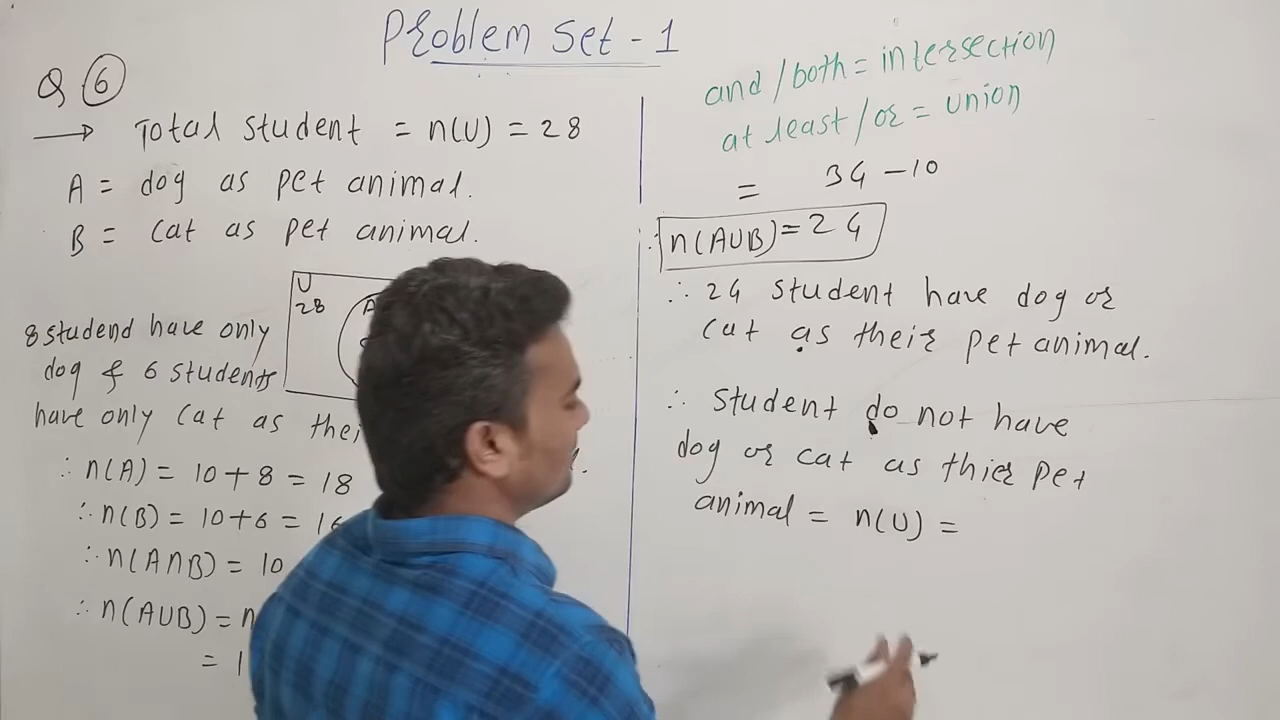 Problem Set - 1
Q 6
→ Total student = n(U) = 28
A = dog as pet animal.
B = cat as pet animal.
U
28
A
8 studend have only
dog & 6 students
have only cat as thei
∴ n(A) = 10 + 8 = 18
∴ n(B) = 10 + 6 = 16
∴ n(A∩B) = 10
∴ n(A∪B) = n
= 1
and / both = intersection
at least / or = union
= 34 - 10
∴ n(A∪B) = 24
∴ 24 student have dog or
cat as their pet animal.
∴ student do not have
dog or cat as thier pet
animal = n(U) =